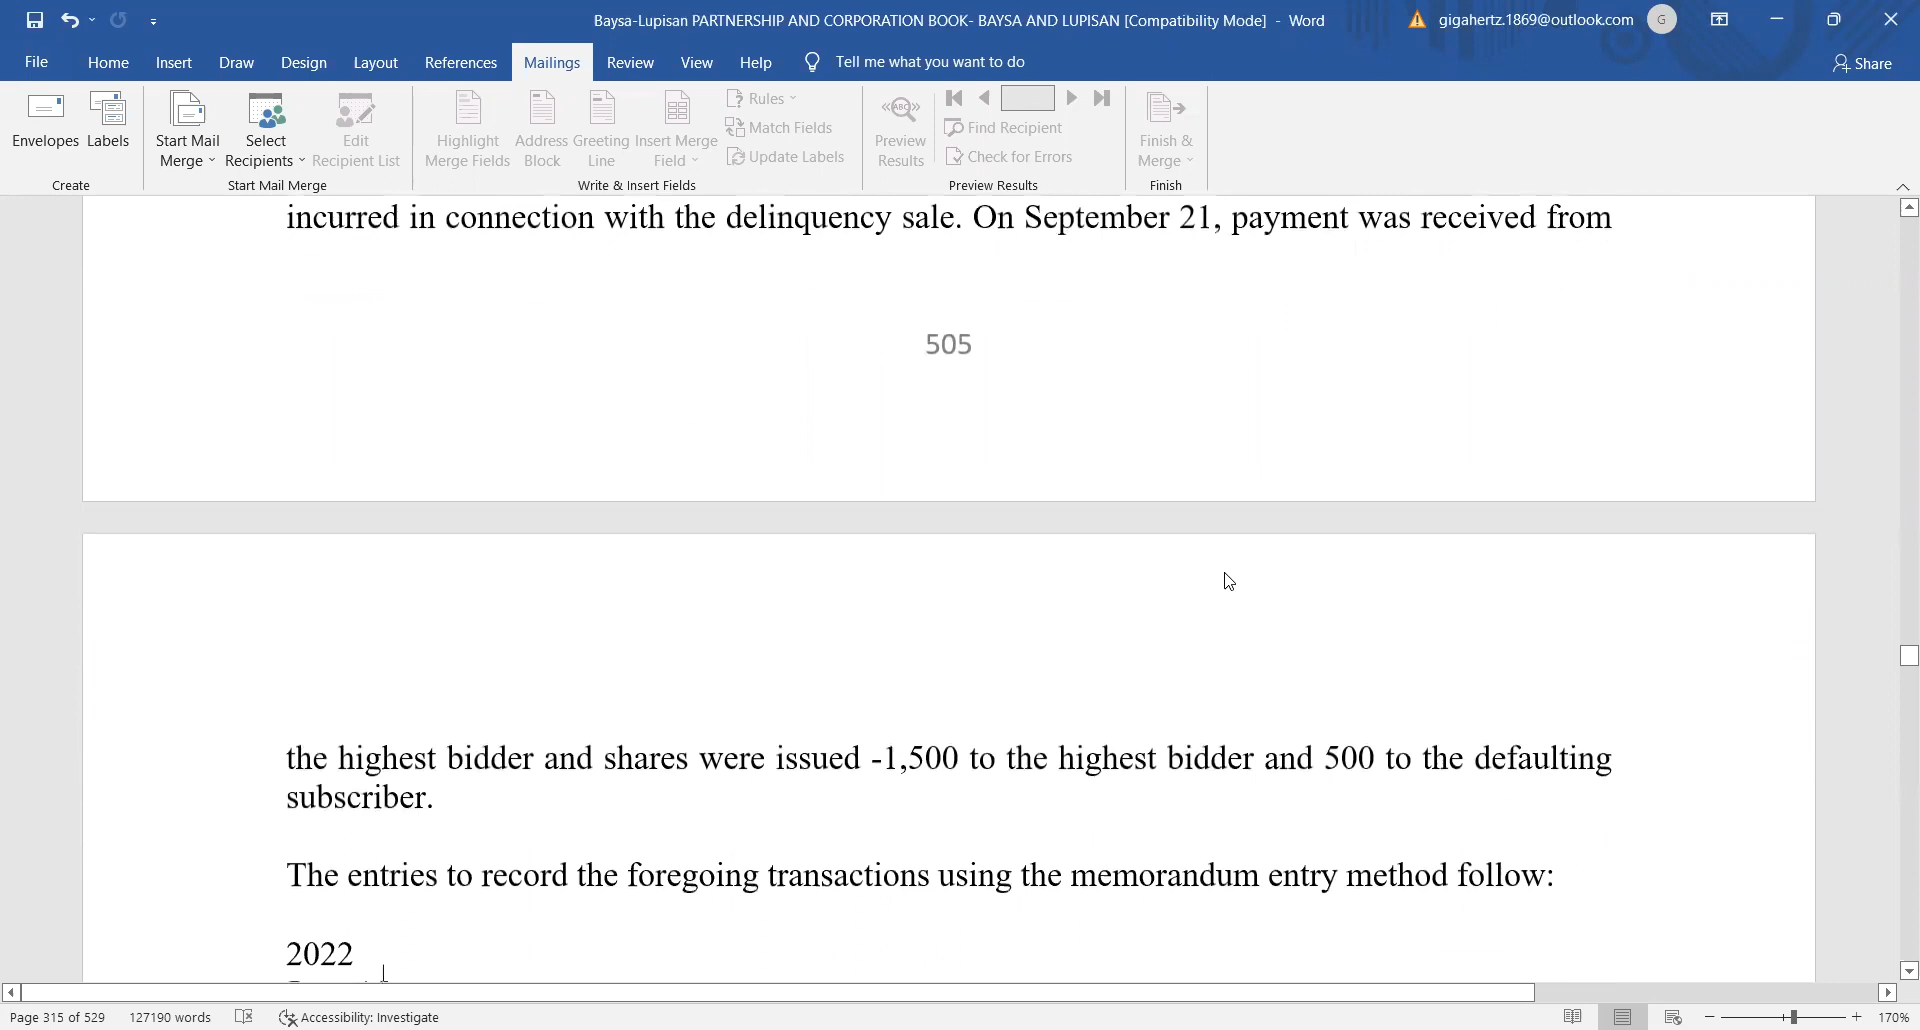 Baysa-Lupisan PARTNERSHIP AND CORPORATION BOOK- BAYSA AND LUPISAN [Compatibility Mode] - Word
gigahertz.1869@outlook.com
G
File Home Insert Draw Design Layout References Mailings Review View Help Tell me what you want to do
Share
Envelopes
Labels
Create
Start Mail
Merge
Select
Recipients
Edit
Recipient List
Start Mail Merge
Highlight
Merge Fields
Address
Block
Greeting
Line
Insert Merge
Field
Rules
Match Fields
Update Labels
Write & Insert Fields
ABC
Preview
Results
Find Recipient
Check for Errors
Preview Results
Finish &
Merge
Finish
incurred in connection with the delinquency sale. On September 21, payment was received from
505
the highest bidder and shares were issued -1,500 to the highest bidder and 500 to the defaulting
subscriber.
The entries to record the foregoing transactions using the memorandum entry method follow:
2022
Page 315 of 529 127190 words Accessibility: Investigate 170%